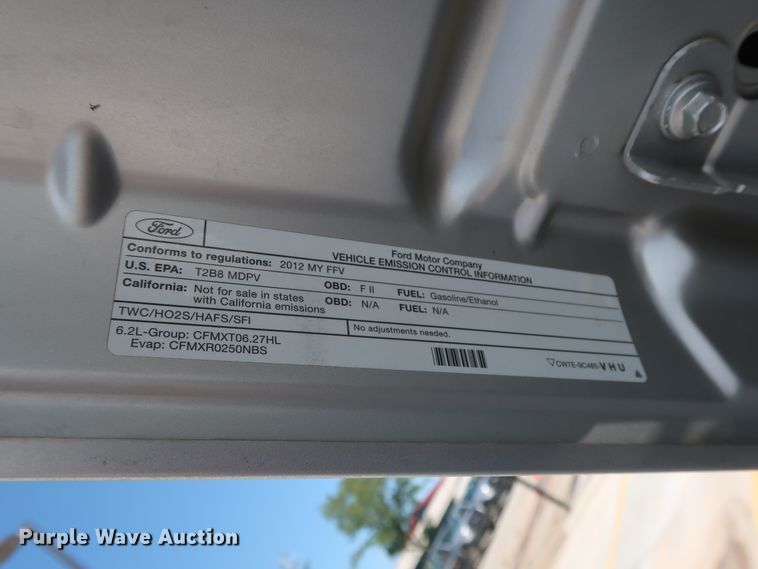 Ford
Ford Motor Company
VEHICLE EMISSION CONTROL INFORMATION
Conforms to regulations: 2012 MY FFV
U.S. EPA: T2B8 MDPV OBD: F II FUEL: Gasoline/Ethanol
California: Not for sale in states with California emissions OBD: N/A FUEL: N/A
TWC/HO2S/HAFS/SFI
No adjustments needed.
6.2L-Group: CFMXT06.27HL
Evap: CFMXR0250NBS
CW7E-9C485-VHU
Purple Wave Auction